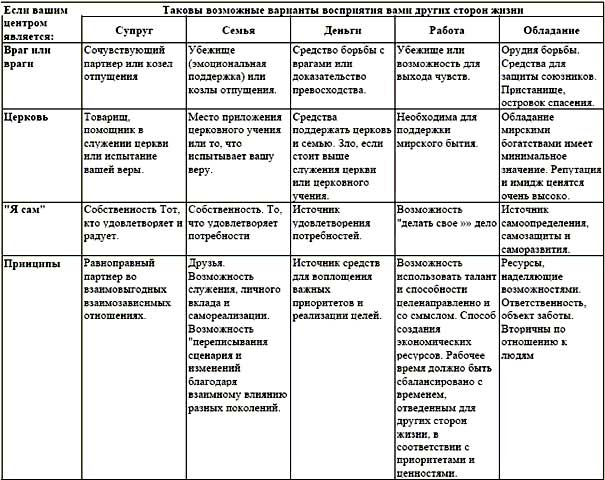 Если вашим центром является:
Таковы возможные варианты восприятия вами других сторон жизни
Супруг
Семья
Деньги
Работа
Обладание
Враг или
враги
Сочувствующий
партнер или козел
отпущения
Убежище
(эмоциональная
поддержка) или
козлы отпущения.
Средство борьбы с
врагами или
доказательство
превосходства.
Убежище или
возможность для
выхода чувств.
Орудия борьбы.
Средства для
защиты союзников.
Пристанище,
островок спасения.
Церковь
Товарищ,
помощник в
служении церкви
или испытание
вашей веры.
Место приложения
церковного учения
или то, что
испытывает вашу
веру.
Средства
поддержать церковь
и семью. Зло, если
стоит выше
служения церкви
или церковного
учения.
Необходима для
поддержки
мирского бытия.
Обладание
мирскими
богатствами имеет
минимальное
значение. Репутация
и имидж ценятся
очень высоко.
"Я сам"
Собственность Тот,
кто удовлетворяет и
радует.
Собственность. То,
что удовлетворяет
потребности
Источник
удовлетворения
потребностей.
Возможность
"делать свое »» дело
Источник
самоопределения,
самозащиты и
саморазвития.
Принципы
Равноправный
партнер во
взаимовыгодных
взаимозависимых
отношениях.
Друзья.
Возможность
служения, личного
вклада и
самореализации.
Возможность
"переписывания
сценария и
изменений
благодаря
взаимному влиянию
разных поколений.
Источник средств
для воплощения
важных
приоритетов и
реализации целей.
Возможность
использовать талант
и способности
целенаправленно и
со смыслом. Способ
создания
экономических
ресурсов. Рабочее
время должно быть
сбалансировано с
временем,
отведенным для
других сторон
жизни, в
соответствии с
приоритетами и
ценностями.
Ресурсы,
наделяющие
возможностями.
Ответственность,
объект заботы.
Вторичны по
отношению к
людям